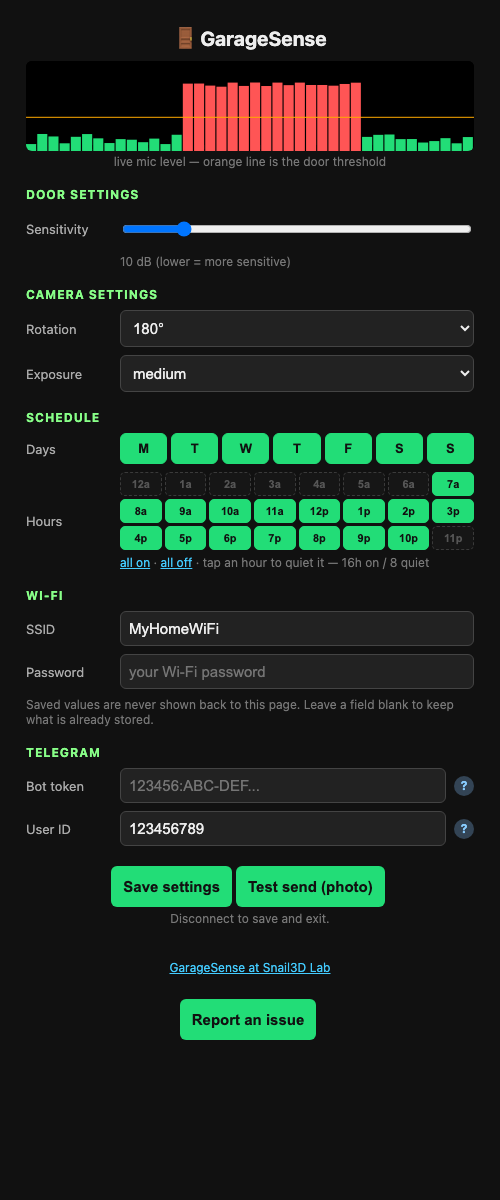 🚪 GarageSense
live mic level — orange line is the door threshold
DOOR SETTINGS
Sensitivity
10 dB (lower = more sensitive)
CAMERA SETTINGS
Rotation 180°
Exposure medium
SCHEDULE
Days M T W T F S S
12a 1a 2a 3a 4a 5a 6a 7a
Hours 8a 9a 10a 11a 12p 1p 2p 3p
4p 5p 6p 7p 8p 9p 10p 11p
all on · all off · tap an hour to quiet it — 16h on / 8 quiet
WI-FI
SSID MyHomeWiFi
Password your Wi-Fi password
Saved values are never shown back to this page. Leave a field blank to keep
what is already stored.
TELEGRAM
Bot token 123456:ABC-DEF... ?
User ID 123456789 ?
Save settings Test send (photo)
Disconnect to save and exit.
GarageSense at Snail3D Lab
Report an issue